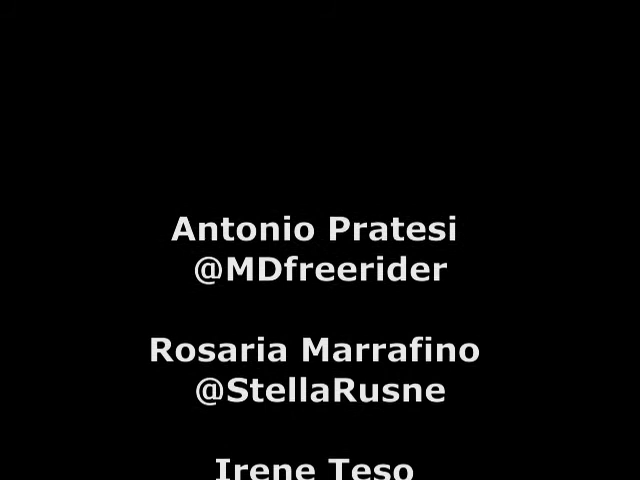 Antonio Pratesi
@MDfreerider
Rosaria Marrafino
@StellaRusne
Irene Teso